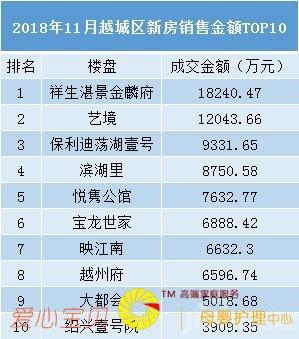 2018年11月越城区新房销售金额TOP10
排名 楼盘 成交金额（万元）
1 祥生湛景金麟府 18240.47
2 艺境 12043.66
3 保利迪荡湖壹号 9331.65
4 滨湖里 8750.58
5 悦隽公馆 7632.77
6 宝龙世家 6888.42
7 映江南 6632.3
8 越州府 6596.74
9 大都会 5018.68
10 绍兴壹号院 3909.35
爱心宝贝
TM 高端家庭服务
母婴护理中心